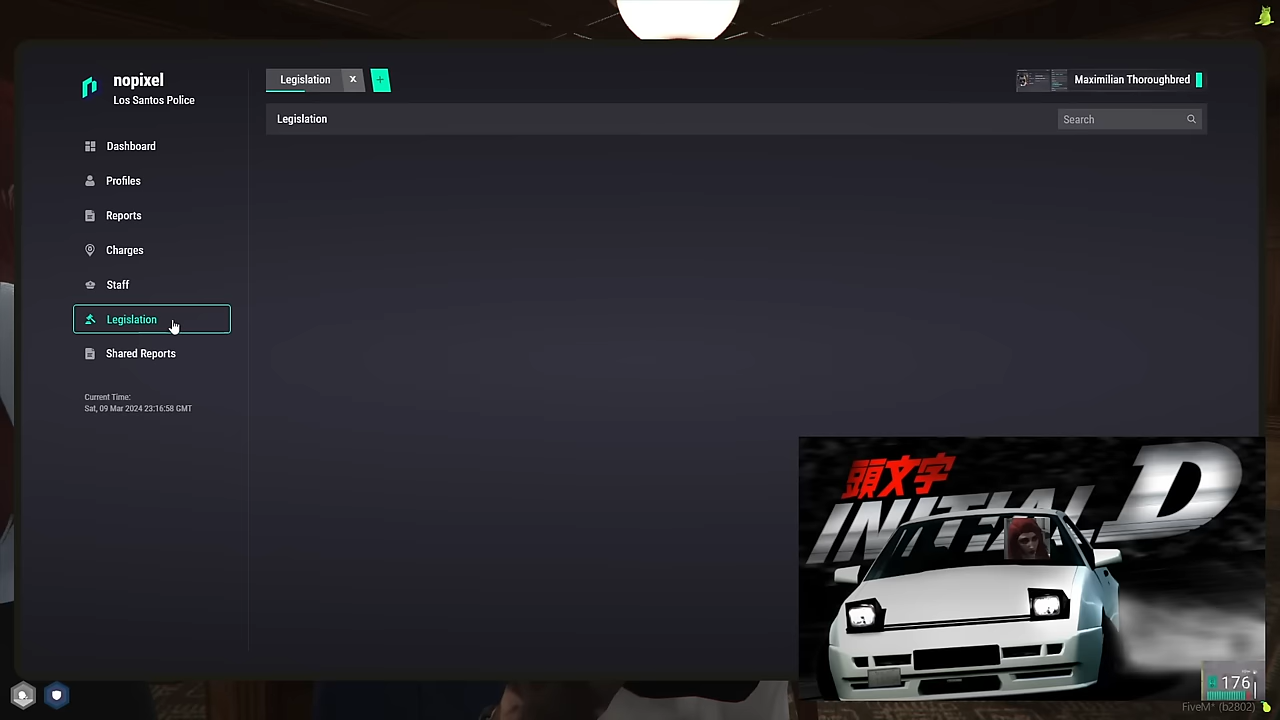 nopixel
Los Santos Police
Dashboard
Profiles
Reports
Charges
Staff
Legislation
Shared Reports
Current Time:
Sat, 09 Mar 2024 23:16:58 GMT
Legislation x +
Maximilian Thoroughbred
Legislation
Search
頭文字
INITIAL D
176
FiveM* (b2802)